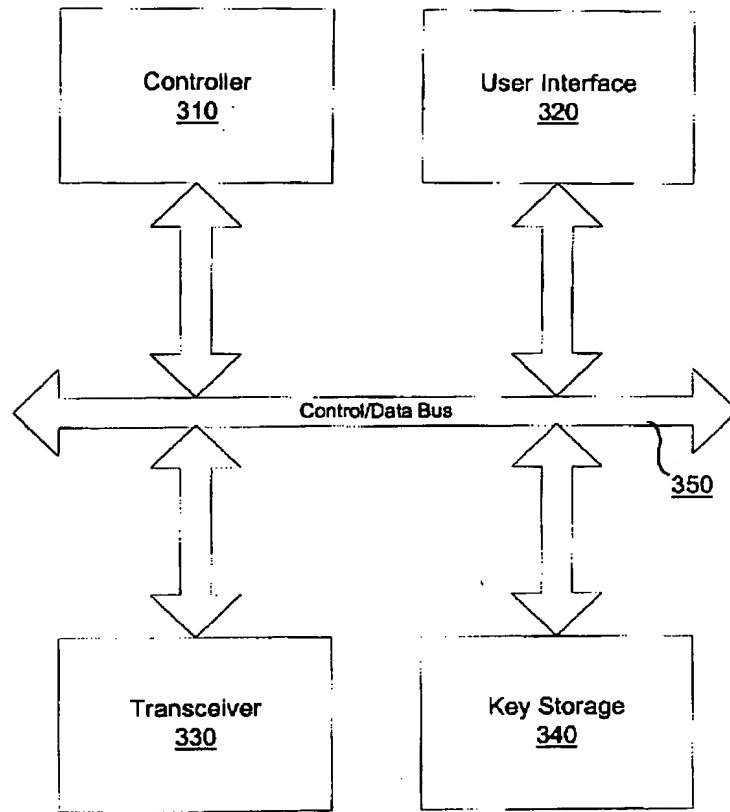 Controller
310
User Interface
320
Control/Data Bus
350
Transceiver
330
Key Storage
340